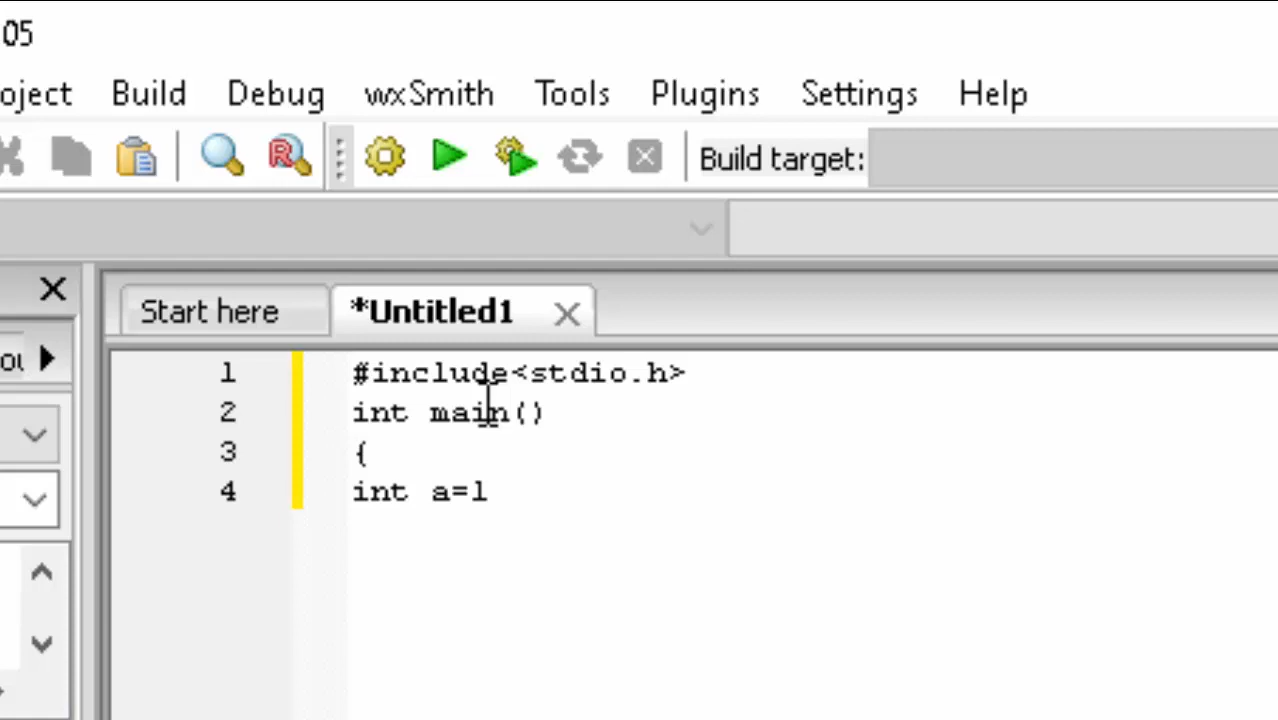 05
oject Build Debug wxSmith Tools Plugins Settings Help
Build target:
Start here *Untitled1
1 #include<stdio.h>
2 int main()
3 {
4 int a=1